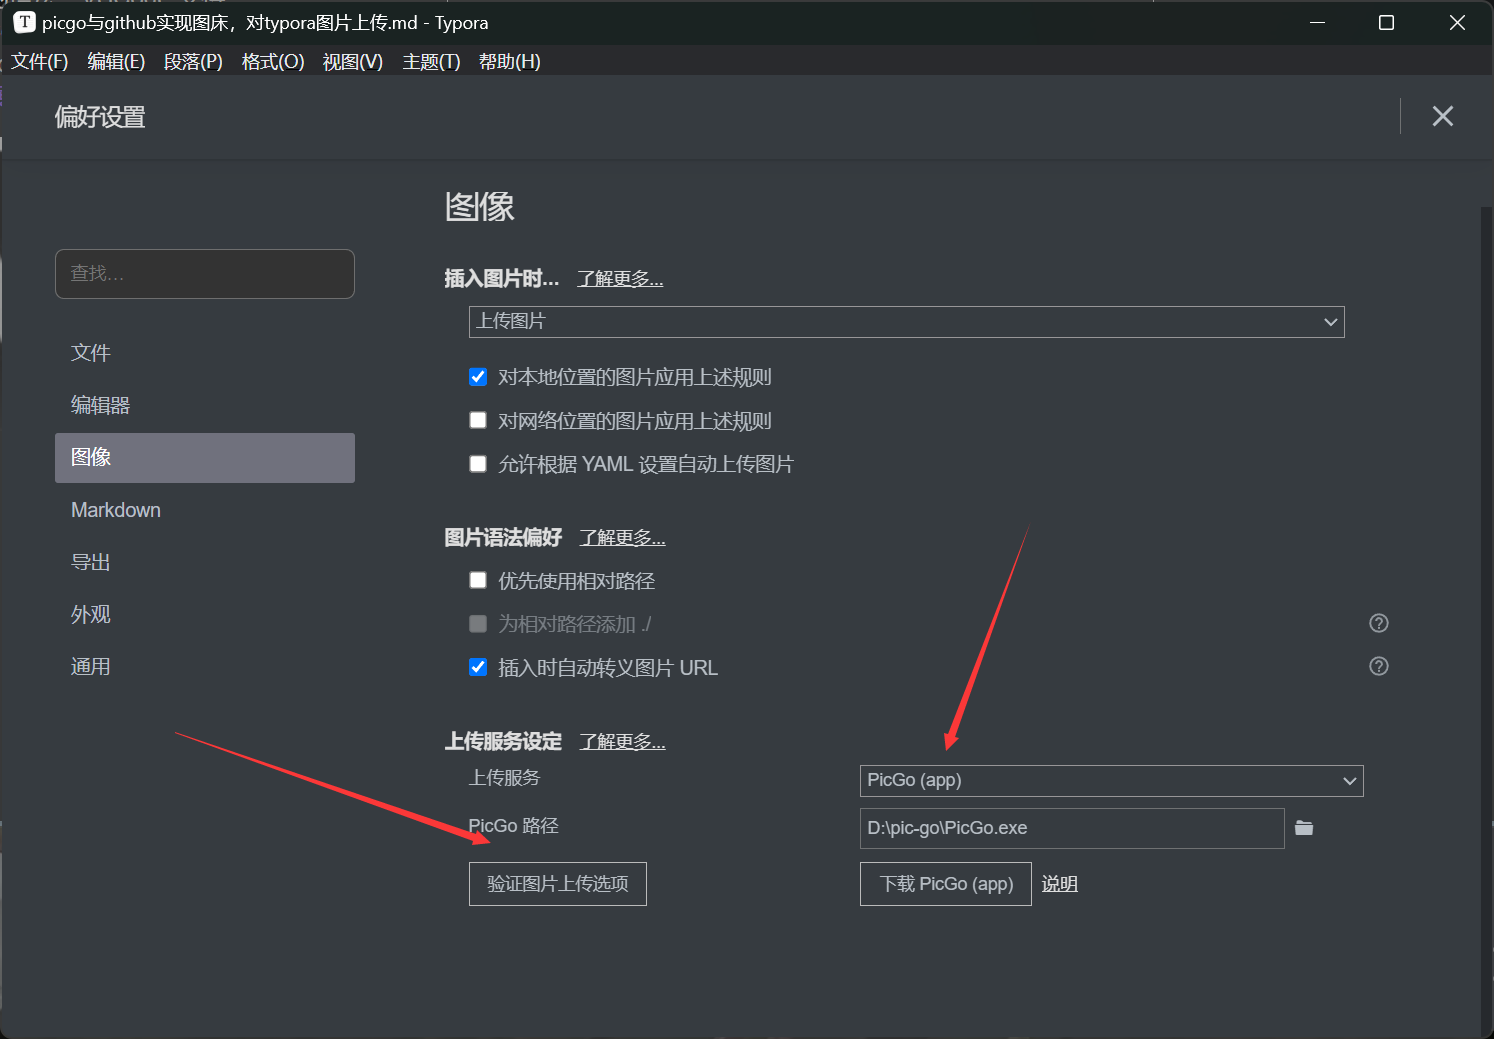 picgo与github实现图床，对typora图片上传.md - Typora
文件(F) 编辑(E) 段落(P) 格式(O) 视图(V) 主题(T) 帮助(H)
偏好设置
查找...
文件
编辑器
图像
Markdown
导出
外观
通用
图像
插入图片时... 了解更多...
上传图片
对本地位置的图片应用上述规则
对网络位置的图片应用上述规则
允许根据 YAML 设置自动上传图片
图片语法偏好 了解更多...
优先使用相对路径
为相对路径添加 ./
插入时自动转义图片 URL
上传服务设定 了解更多...
上传服务 PicGo (app)
PicGo 路径 D:\pic-go\PicGo.exe
验证图片上传选项 下载 PicGo (app) 说明